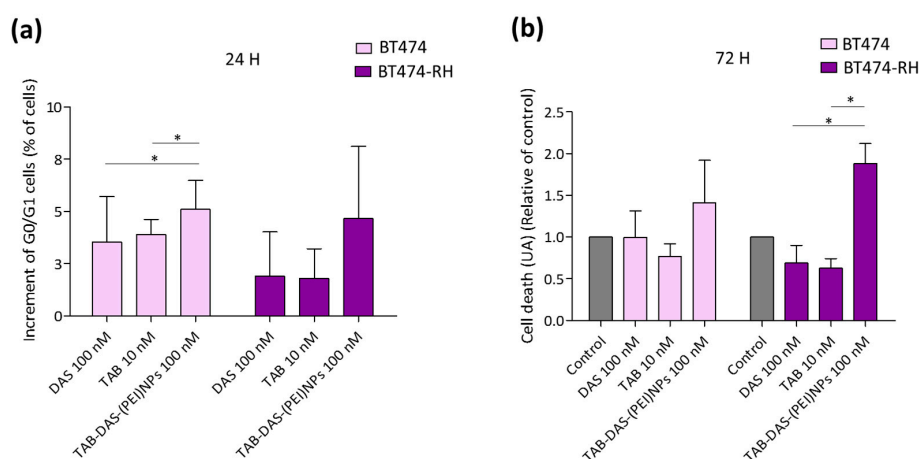 (a)
24 H
BT474
BT474-RH
Increment of G0/G1 cells (% of cells)
10
8
5
3
0
*
*
DAS 100 nM
TAB 10 nM
TAB-DAS-(PEI)NPs 100 nM
DAS 100 nM
TAB 10 nM
TAB-DAS-(PEI)NPs 100 nM
(b)
72 H
BT474
BT474-RH
Cell death (UA) (Relative of control)
2.5
2.0
1.5
1.0
0.5
0.0
*
*
Control
DAS 100 nM
TAB 10 nM
TAB-DAS-(PEI)NPs 100 nM
Control
DAS 100 nM
TAB 10 nM
TAB-DAS-(PEI)NPs 100 nM